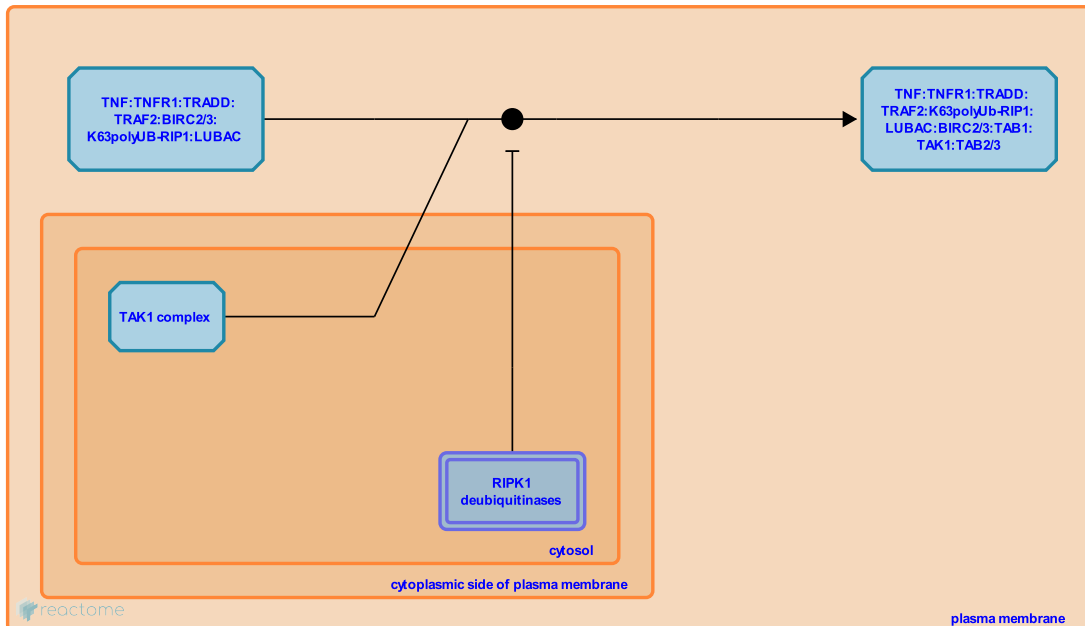 TNF:TNFR1:TRADD:
TRAF2:BIRC2/3:
K63polyUB-RIP1:LUBAC
TNF:TNFR1:TRADD:
TRAF2:K63polyUb-RIP1:
LUBAC:BIRC2/3:TAB1:
TAK1:TAB2/3
TAK1 complex
RIPK1
deubiquitinases
cytosol
cytoplasmic side of plasma membrane
reactome
plasma membrane